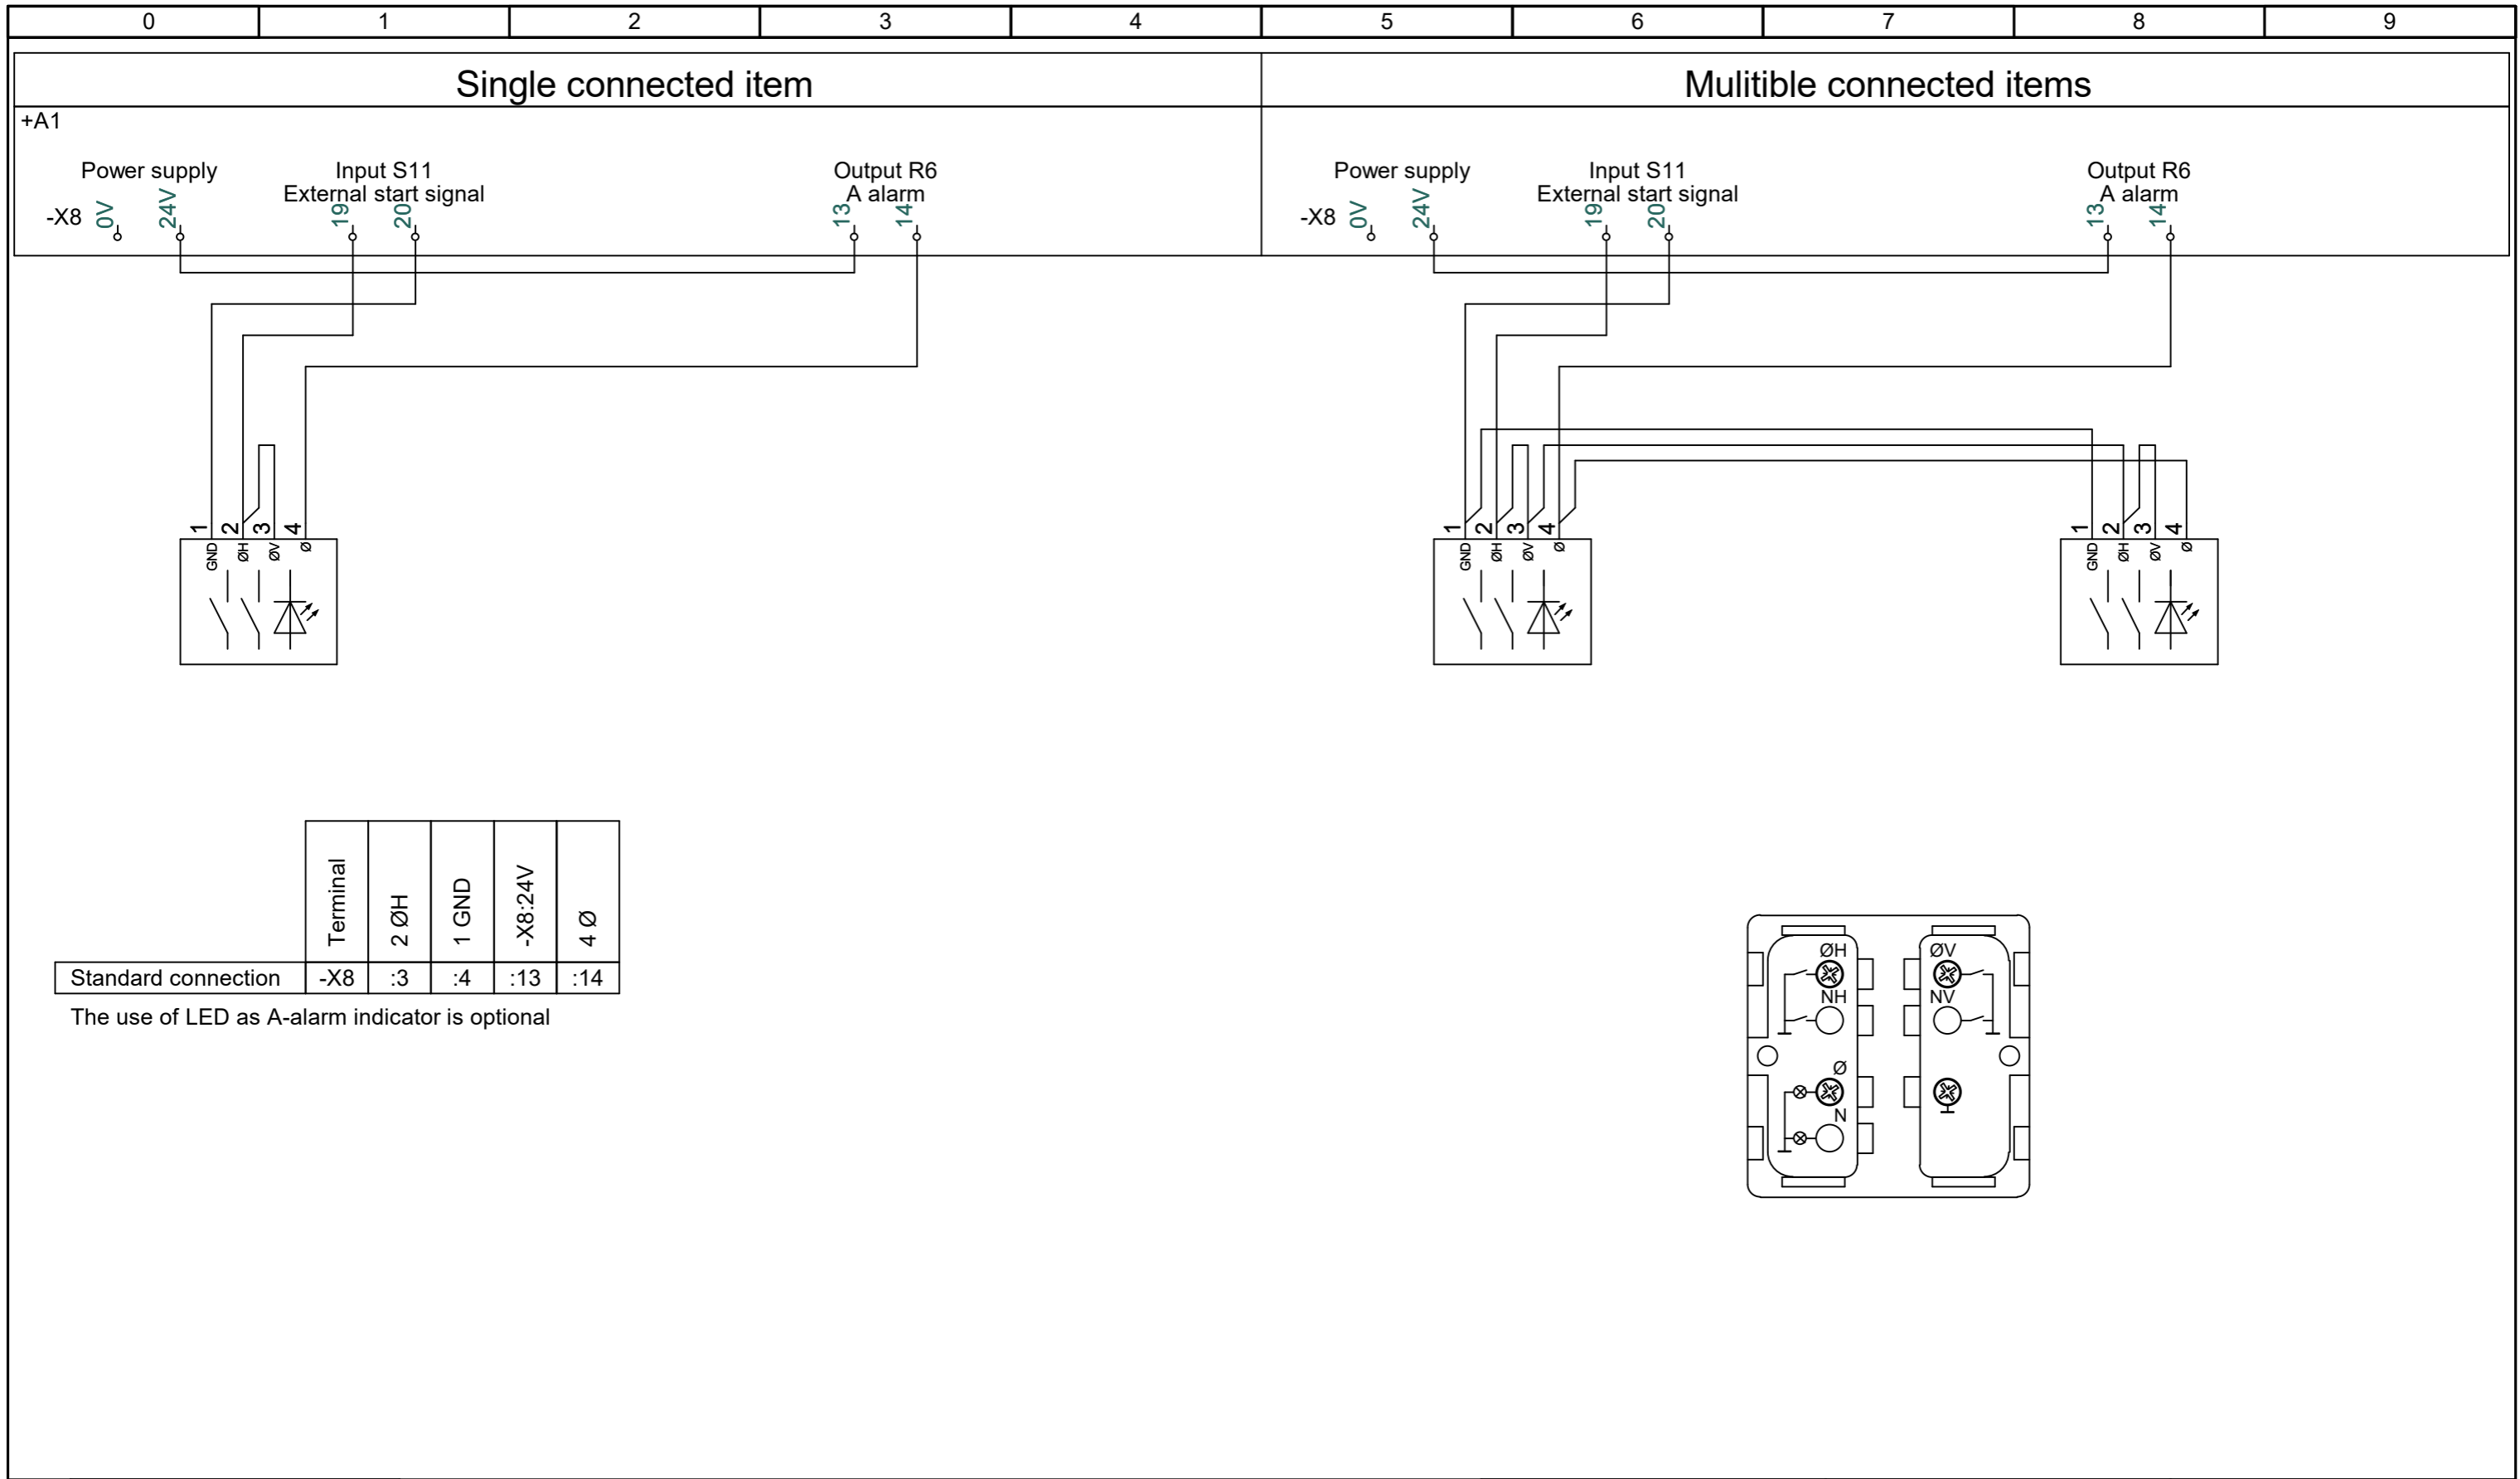 0 1 2 3 4 5 6 7 8 9
Single connected item
Mulitible connected items
+A1
Power supply
Input S11
External start signal
Output R6
A alarm
-X8 0V 24V 19 20 13 14
Power supply
Input S11
External start signal
Output R6
A alarm
-X8 0V 24V 19 20 13 14
1 2 3 4
GND ØH ØV Ø
1 2 3 4
GND ØH ØV Ø
1 2 3 4
GND ØH ØV Ø
Terminal 2 ØH 1 GND -X8:24V 4 Ø
Standard connection -X8 :3 :4 :13 :14
The use of LED as A-alarm indicator is optional
ØH ØV
NH NV
Ø
N